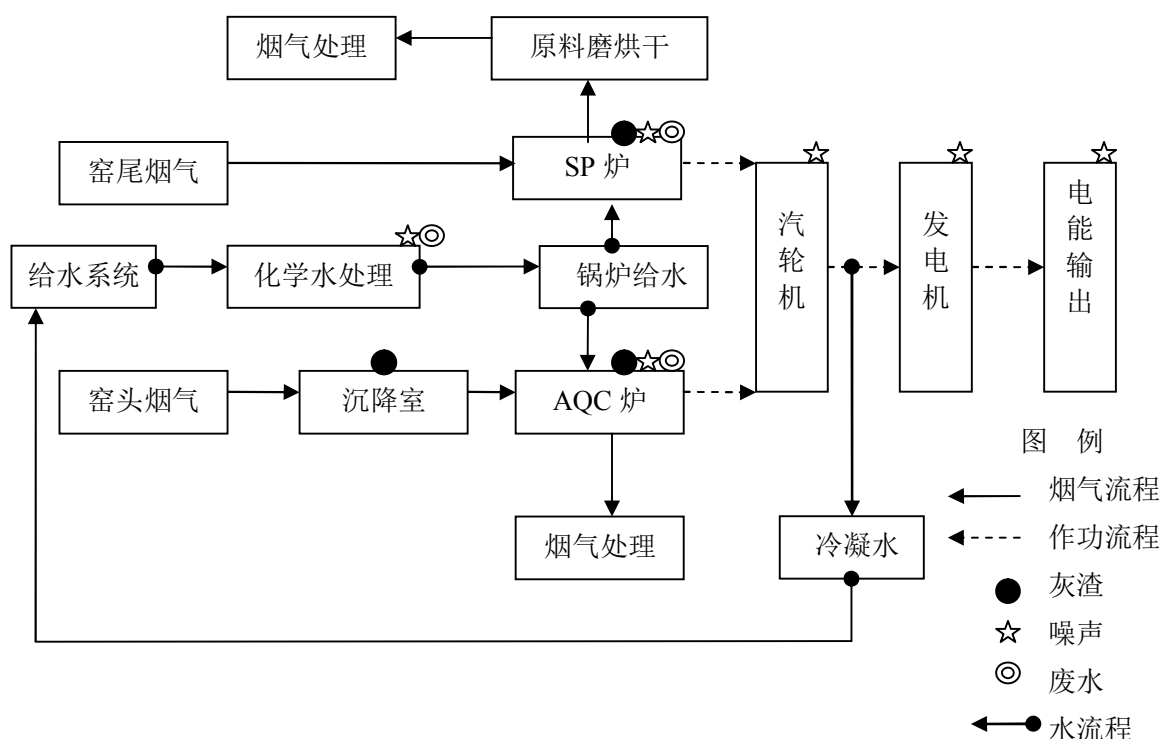 烟气处理
原料磨烘干
窑尾烟气
SP 炉
汽轮机
发电机
电能输出
给水系统
化学水处理
锅炉给水
窑头烟气
沉降室
AQC 炉
烟气处理
冷凝水
图 例
烟气流程
作功流程
灰渣
噪声
废水
水流程